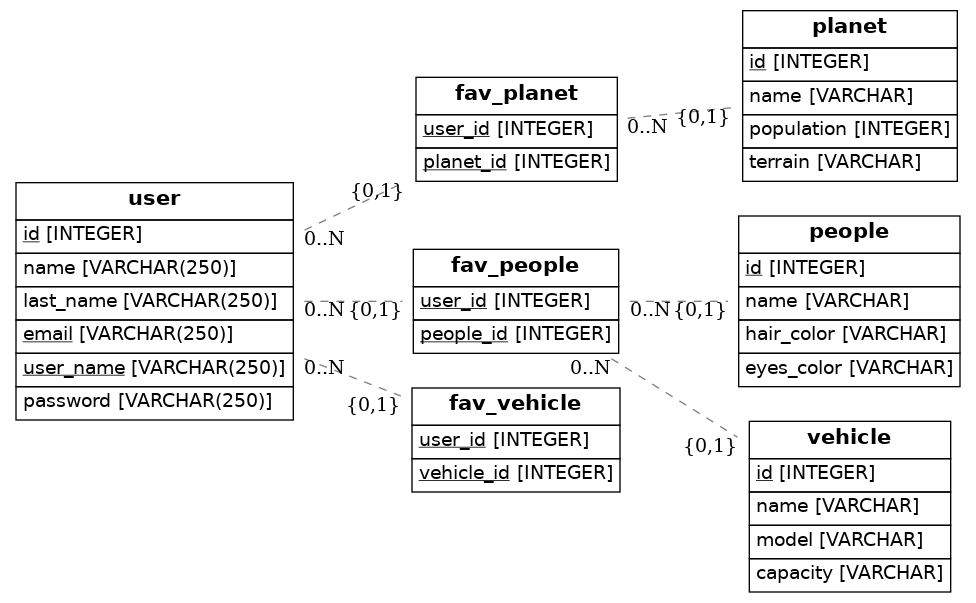 user
id [INTEGER]
name [VARCHAR(250)]
last_name [VARCHAR(250)]
email [VARCHAR(250)]
user_name [VARCHAR(250)]
password [VARCHAR(250)]
{0,1}
0..N
0..N {0,1}
0..N
{0,1}
fav_planet
user_id [INTEGER]
planet_id [INTEGER]
fav_people
user_id [INTEGER]
people_id [INTEGER]
fav_vehicle
user_id [INTEGER]
vehicle_id [INTEGER]
0..N {0,1}
0..N {0,1}
0..N
{0,1}
planet
id [INTEGER]
name [VARCHAR]
population [INTEGER]
terrain [VARCHAR]
people
id [INTEGER]
name [VARCHAR]
hair_color [VARCHAR]
eyes_color [VARCHAR]
vehicle
id [INTEGER]
name [VARCHAR]
model [VARCHAR]
capacity [VARCHAR]